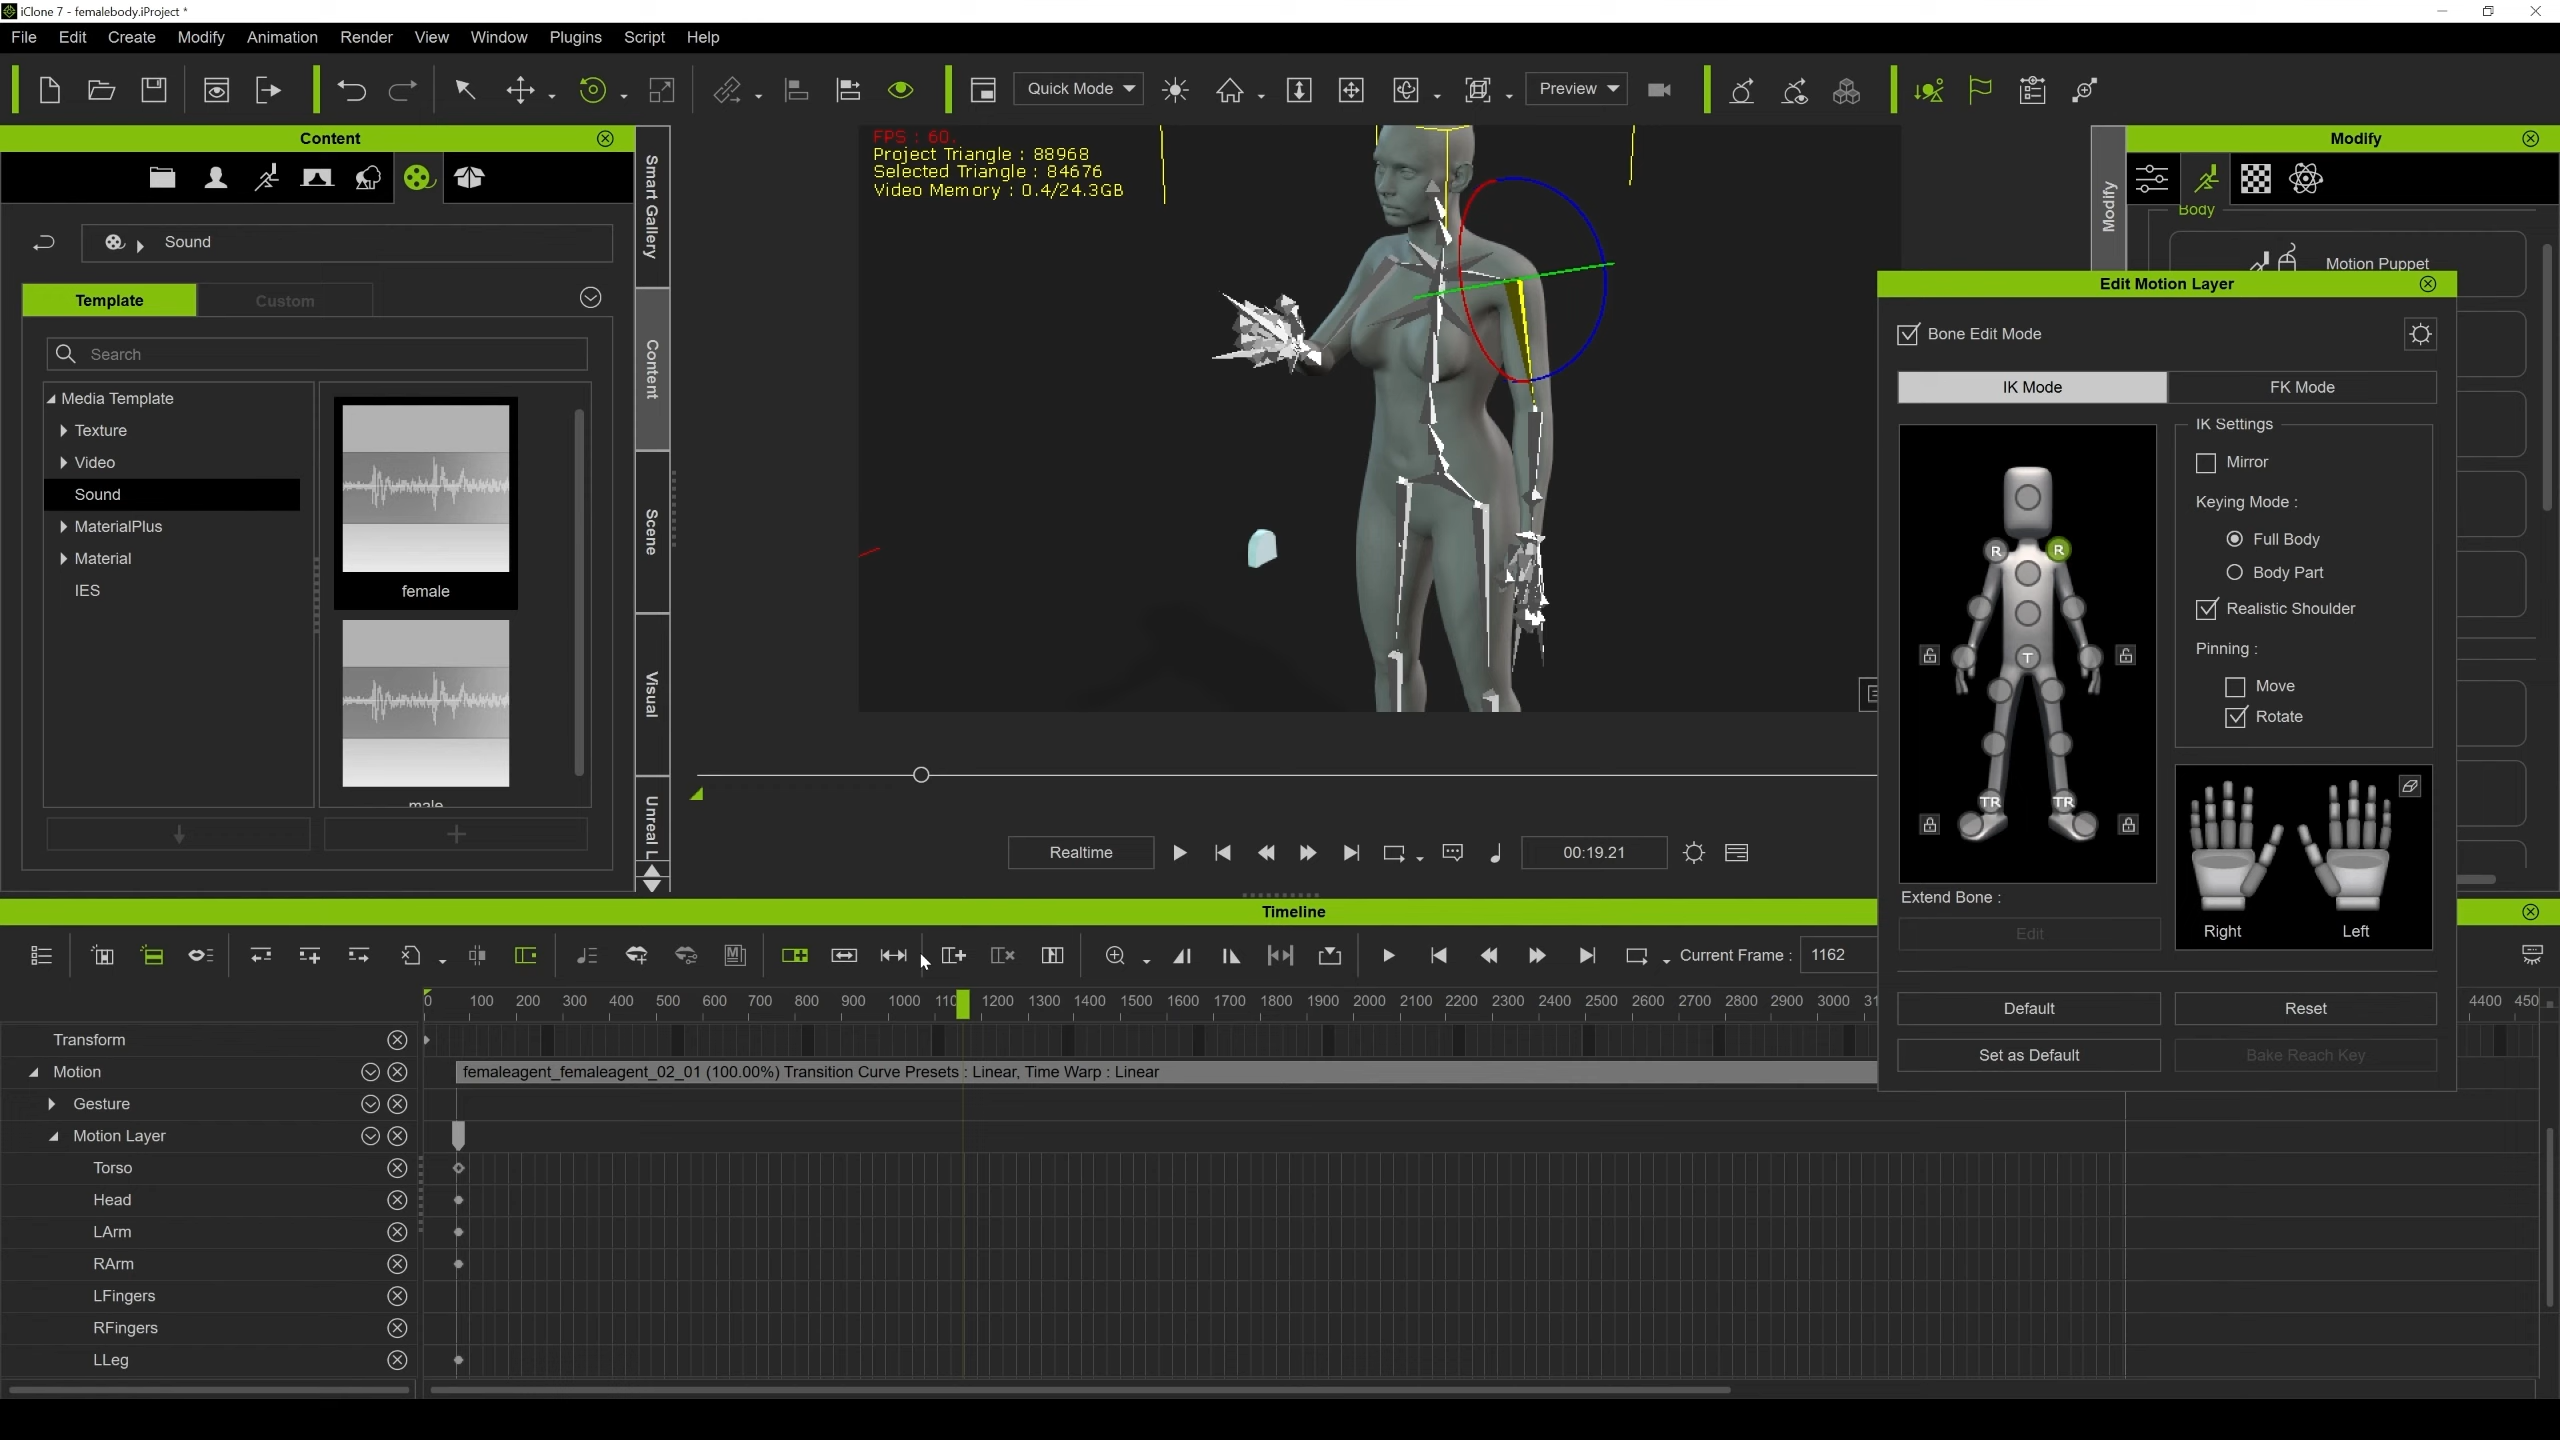 iClone 7 - femalebody.iProject *
File Edit Create Modify Animation Render View Window Plugins Script Help
Quick Mode
Preview
Content
Sound
Template
Custom
Search
Media Template
Texture
Video
Sound
MaterialPlus
Material
IES
female
male
Smart Gallery
Content
Scene
Visual
Unreal L
FPS : 60.
Project Triangle : 88968
Selected Triangle : 84676
Video Memory : 0.4/24.3GB
Realtime
00:19.21
Modify
Modify
Body
Motion Puppet
Edit Motion Layer
Bone Edit Mode
IK Mode
FK Mode
R
R
T
TR
TR
IK Settings
Mirror
Keying Mode :
Full Body
Body Part
Realistic Shoulder
Pinning :
Move
Rotate
Extend Bone :
Edit
Right
Left
Default
Reset
Set as Default
Bake Reach Key
Timeline
Current Frame : 1162
0 100 200 300 400 500 600 700 800 900 1000 110 1200 1300 1400 1500 1600 1700 1800 1900 2000 2100 2200 2300 2400 2500 2600 2700 2800 2900 3000 31 4400 450
Transform
Motion
femaleagent_femaleagent_02_01 (100.00%) Transition Curve Presets : Linear, Time Warp : Linear
Gesture
Motion Layer
Torso
Head
LArm
RArm
LFingers
RFingers
LLeg